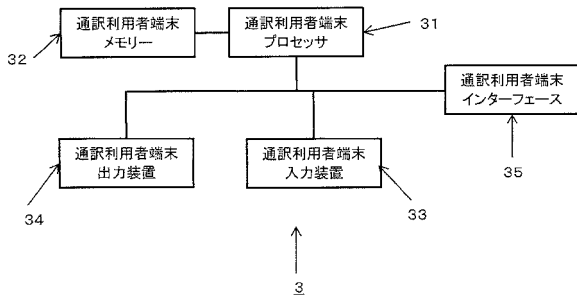 通訳利用者端末
メモリー
32
通訳利用者端末
プロセッサ
31
通訳利用者端末
インターフェース
35
通訳利用者端末
出力装置
34
通訳利用者端末
入力装置
33
3